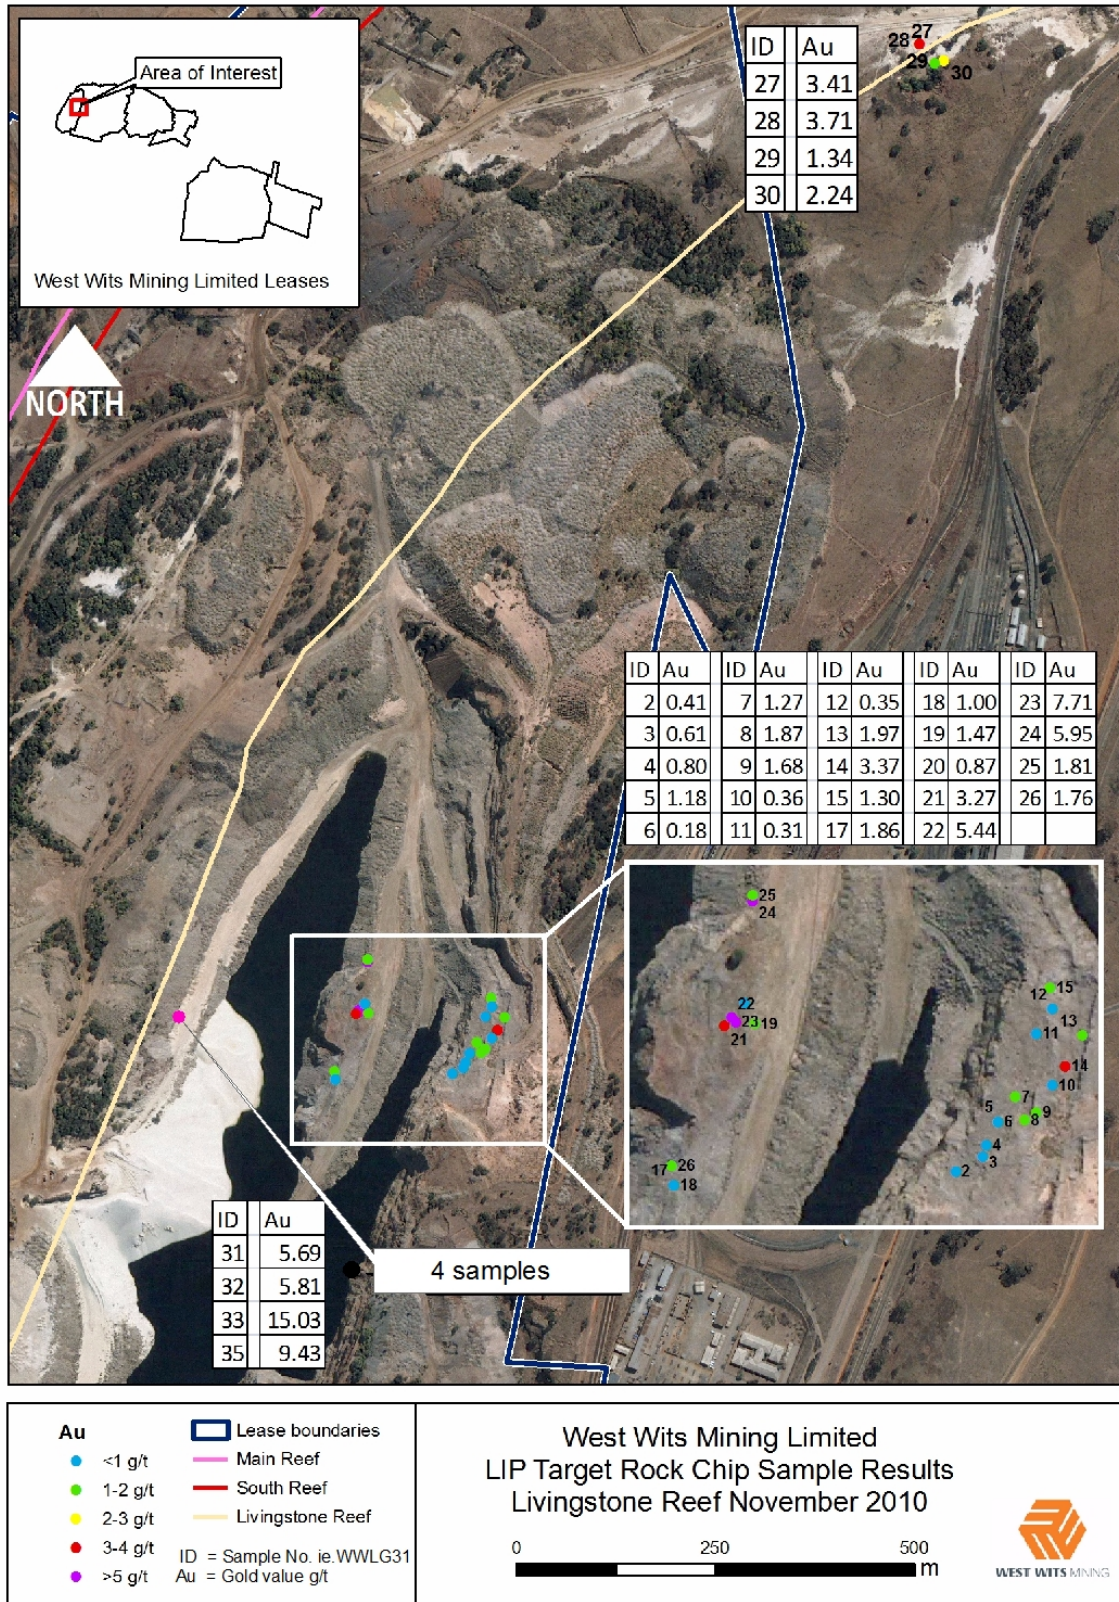 Area of Interest
West Wits Mining Limited Leases
NORTH
ID Au
27 3.41
28 3.71
29 1.34
30 2.24
27
28
29
30
ID Au ID Au ID Au ID Au ID Au
2 0.41 7 1.27 12 0.35 18 1.00 23 7.71
3 0.61 8 1.87 13 1.97 19 1.47 24 5.95
4 0.80 9 1.68 14 3.37 20 0.87 25 1.81
5 1.18 10 0.36 15 1.30 21 3.27 26 1.76
6 0.18 11 0.31 17 1.86 22 5.44
25
24
22
23 19
21
12 15
11 13
14
10
7
5 9
6 8
4
3
2
17 26
18
ID Au
31 5.69
32 5.81
33 15.03
35 9.43
4 samples
Au
<1 g/t
1-2 g/t
2-3 g/t
3-4 g/t
>5 g/t
Lease boundaries
Main Reef
South Reef
Livingstone Reef
ID = Sample No. ie.WWLG31
Au = Gold value g/t
West Wits Mining Limited
LIP Target Rock Chip Sample Results
Livingstone Reef November 2010
0 250 500
m
WEST WITS MINING